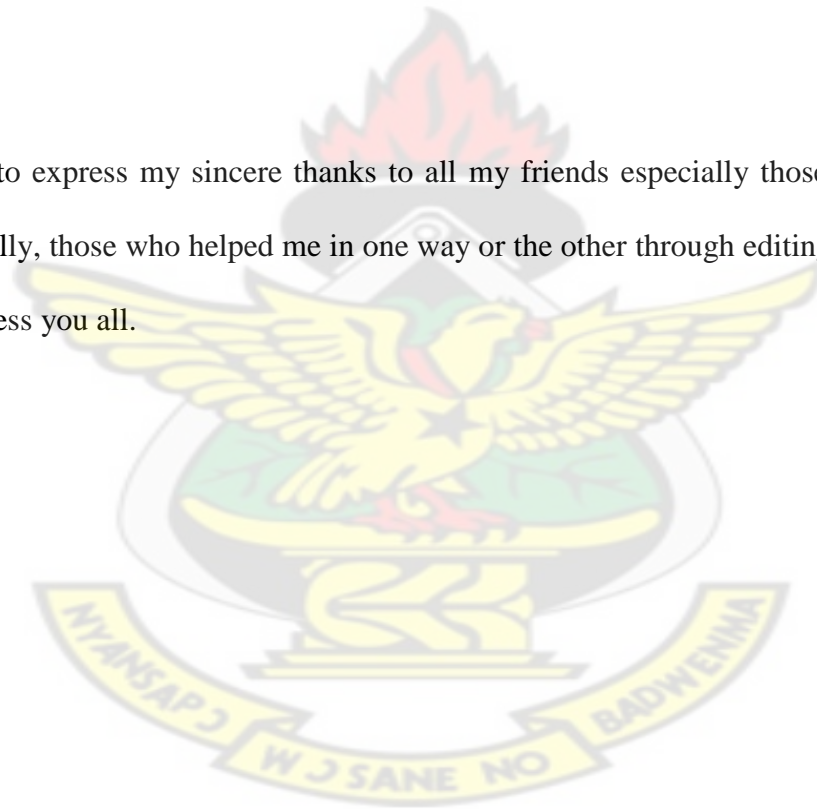 to express my sincere thanks to all my friends especially those
lly, those who helped me in one way or the other through editin
ess you all.
NYANSAPƆ
WƆSANE NO
BADWENMA